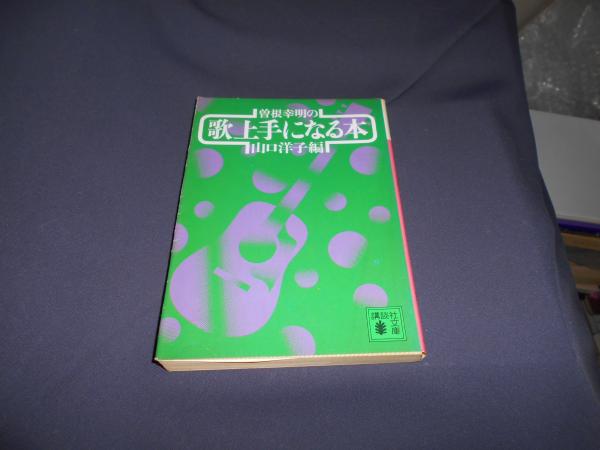 曽根幸明の
歌上手になる本
山口洋子編
講談社
文庫